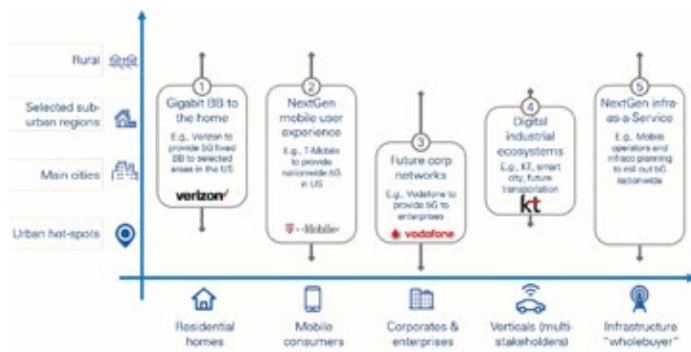 Rural
Selected sub-
urban regions
Main cities
Urban hot-spots
1
Gigabit BB to
the home
E.g., Verizon to
provide 5G fixed
BB to selected
areas in the US
verizon
2
NextGen
mobile user
experience
E.g., T-Mobile
to provide
nationwide 5G
in US
T-Mobile
3
Future corp
networks
E.g., Vodafone to
provide 5G to
enterprises
vodafone
4
Digital
industrial
ecosystems
E.g., KT, smart
city, future
transportation
kt
5
NextGen infra-
as-a-Service
E.g., Mobile
operators and
infraco planning to
roll out 5G
nationwide
Residential
homes
Mobile
consumers
Corporates &
enterprises
Verticals (multi-
stakeholders)
Infrastructure
"wholebuyer"